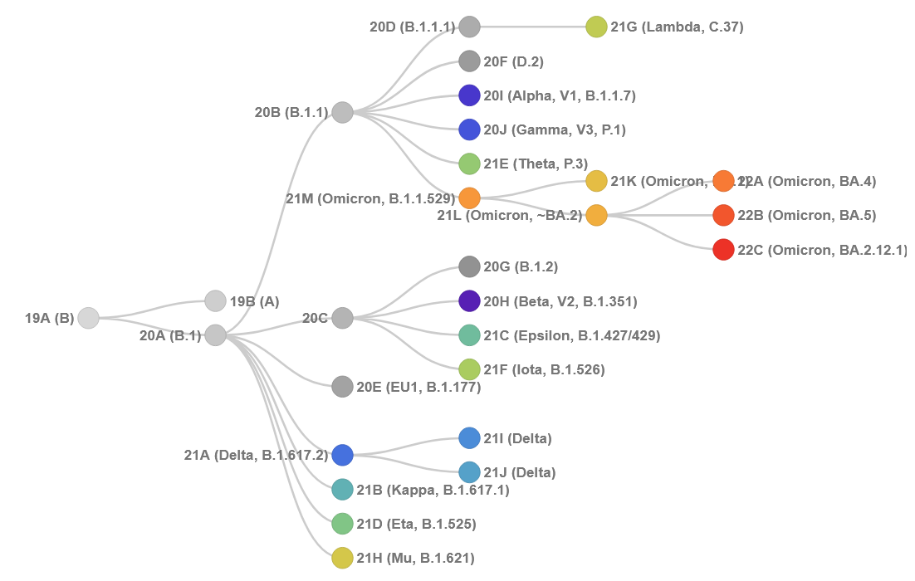 20D (B.1.1.1)
21G (Lambda, C.37)
20F (D.2)
20I (Alpha, V1, B.1.1.7)
20B (B.1.1)
20J (Gamma, V3, P.1)
21E (Theta, P.3)
21K (Omicron,
22A (Omicron, BA.4)
21M (Omicron, B.1.1.529)
21L (Omicron, ~BA.2)
22B (Omicron, BA.5)
22C (Omicron, BA.2.12.1)
20G (B.1.2)
19B (A)
20H (Beta, V2, B.1.351)
19A (B)
20C
20A (B.1)
21C (Epsilon, B.1.427/429)
21F (Iota, B.1.526)
20E (EU1, B.1.177)
21I (Delta)
21A (Delta, B.1.617.2)
21J (Delta)
21B (Kappa, B.1.617.1)
21D (Eta, B.1.525)
21H (Mu, B.1.621)